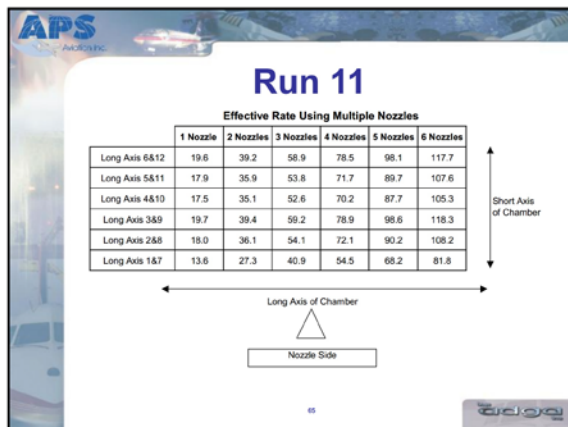 APS
Aviation Inc.
Run 11
Effective Rate Using Multiple Nozzles
1 Nozzle 2 Nozzles 3 Nozzles 4 Nozzles 5 Nozzles 6 Nozzles
Long Axis 6&12 19.6 39.2 58.9 78.5 98.1 117.7
Long Axis 5&11 17.9 35.9 53.8 71.7 89.7 107.6
Long Axis 4&10 17.5 35.1 52.6 70.2 87.7 105.3
Long Axis 3&9 19.7 39.4 59.2 78.9 98.6 118.3
Long Axis 2&8 18.0 36.1 54.1 72.1 90.2 108.2
Long Axis 1&7 13.6 27.3 40.9 54.5 68.2 81.8
Short Axis
of Chamber
Long Axis of Chamber
Nozzle Side
65
adga